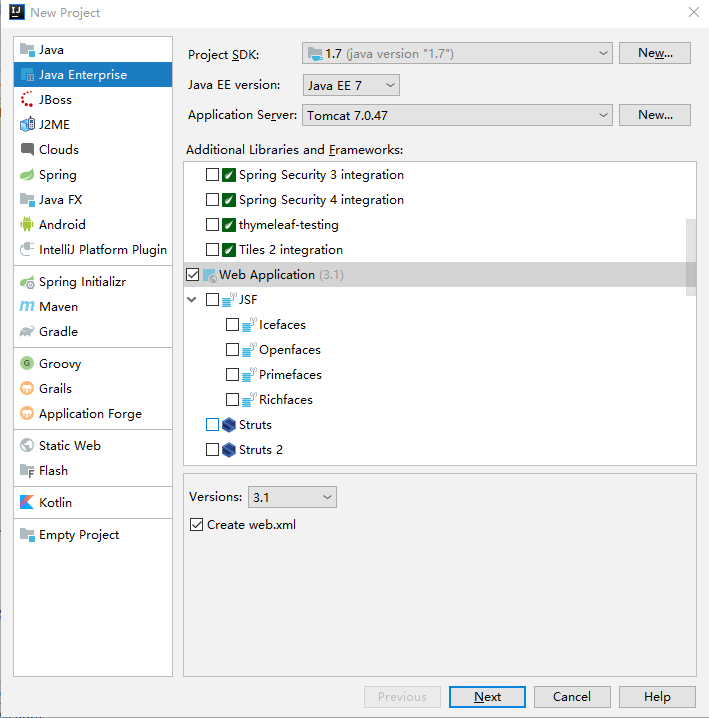 New Project
Java
Java Enterprise
JBoss
J2ME
Clouds
Spring
Java FX
Android
IntelliJ Platform Plugin
Spring Initializr
Maven
Gradle
Groovy
Grails
Application Forge
Static Web
Flash
Kotlin
Empty Project
Project SDK: 1.7 (java version "1.7") New...
Java EE version: Java EE 7
Application Server: Tomcat 7.0.47 New...
Additional Libraries and Frameworks:
Spring Security 3 integration
Spring Security 4 integration
thymeleaf-testing
Tiles 2 integration
Web Application (3.1)
JSF
Icefaces
Openfaces
Primefaces
Richfaces
Struts
Struts 2
Versions: 3.1
Create web.xml
Previous Next Cancel Help